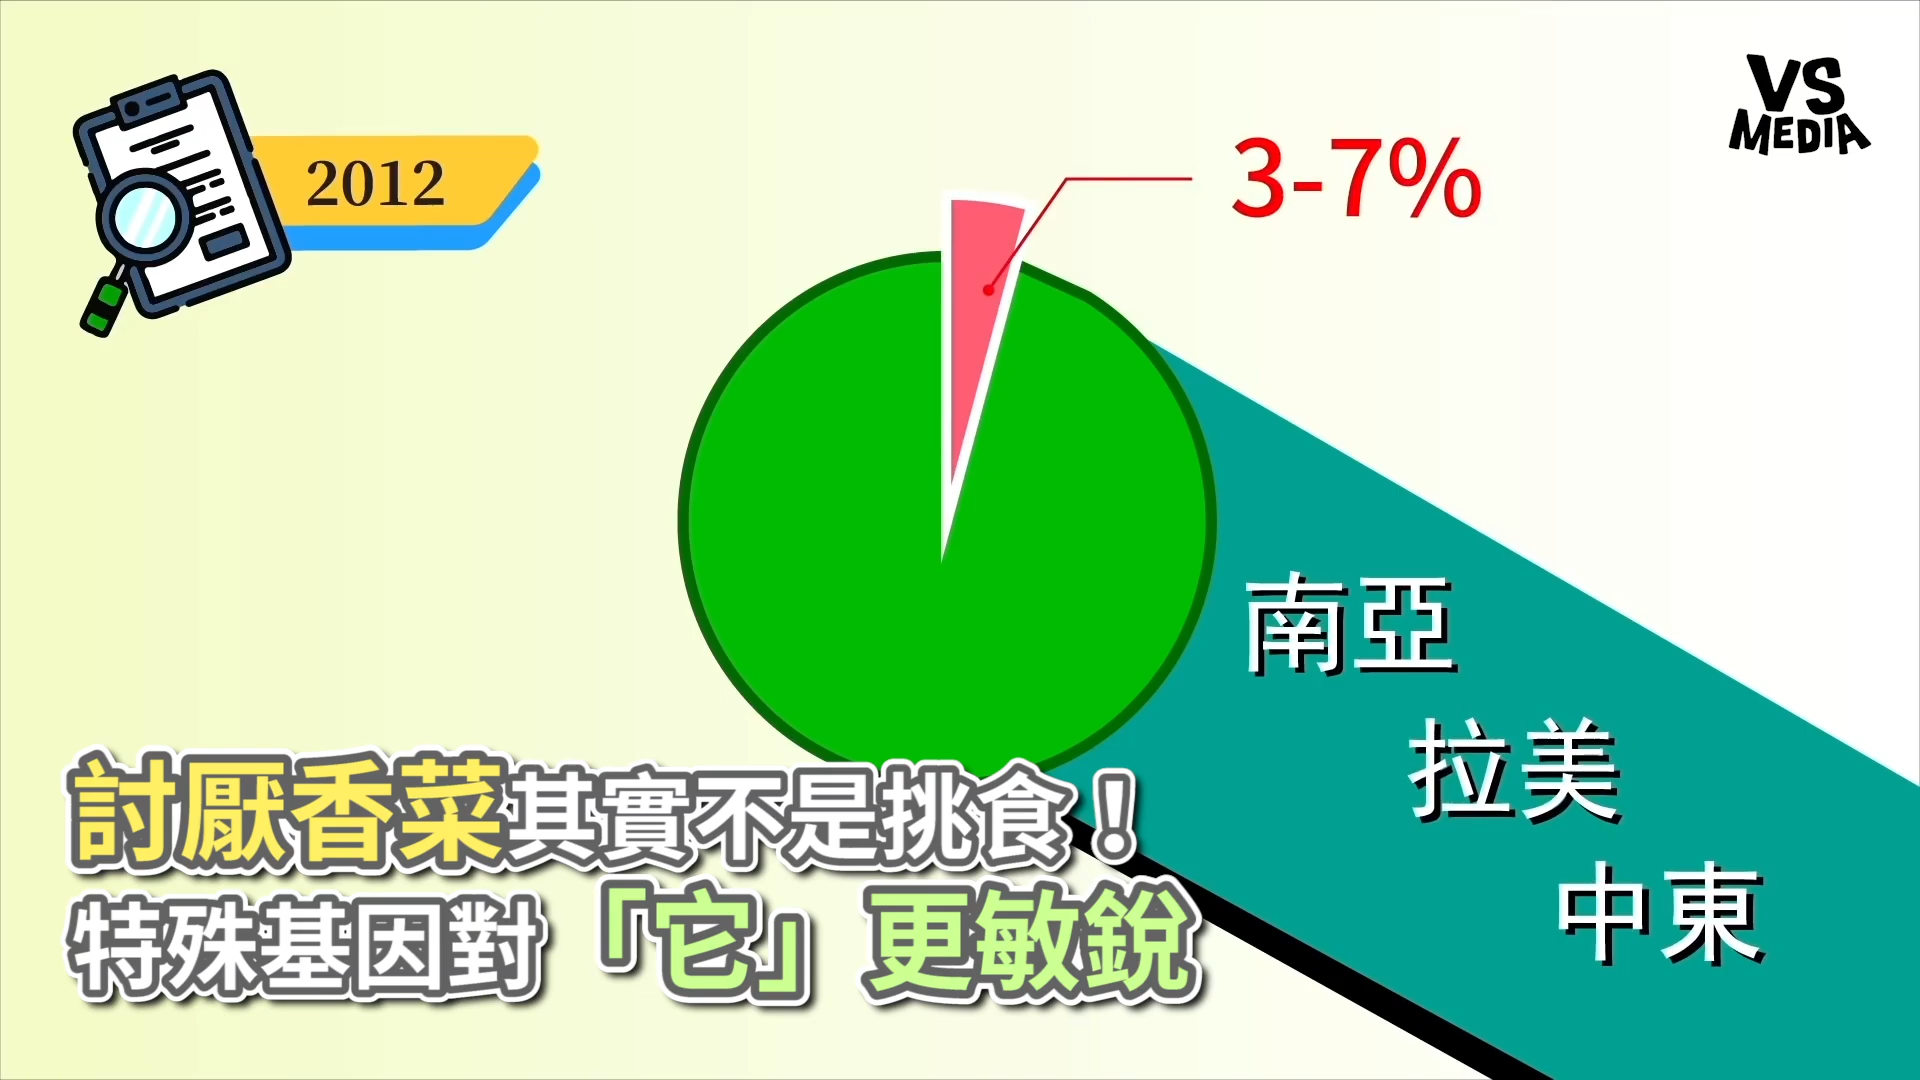 VS
MEDIA
2012
3-7%
南亞
拉美
中東
討厭香菜其實不是挑食！
特殊基因對「它」更敏銳